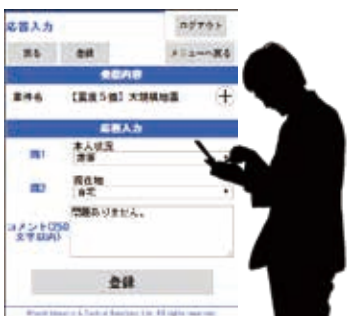 応答入力
ログアウト
戻る
登録
メニューへ戻る
発信内容
案件名
【震度5強】大規模地震
応答入力
問1
本人状況
無事
問2
現在地
自宅
コメント(250
文字以内)
問題ありません。
登録